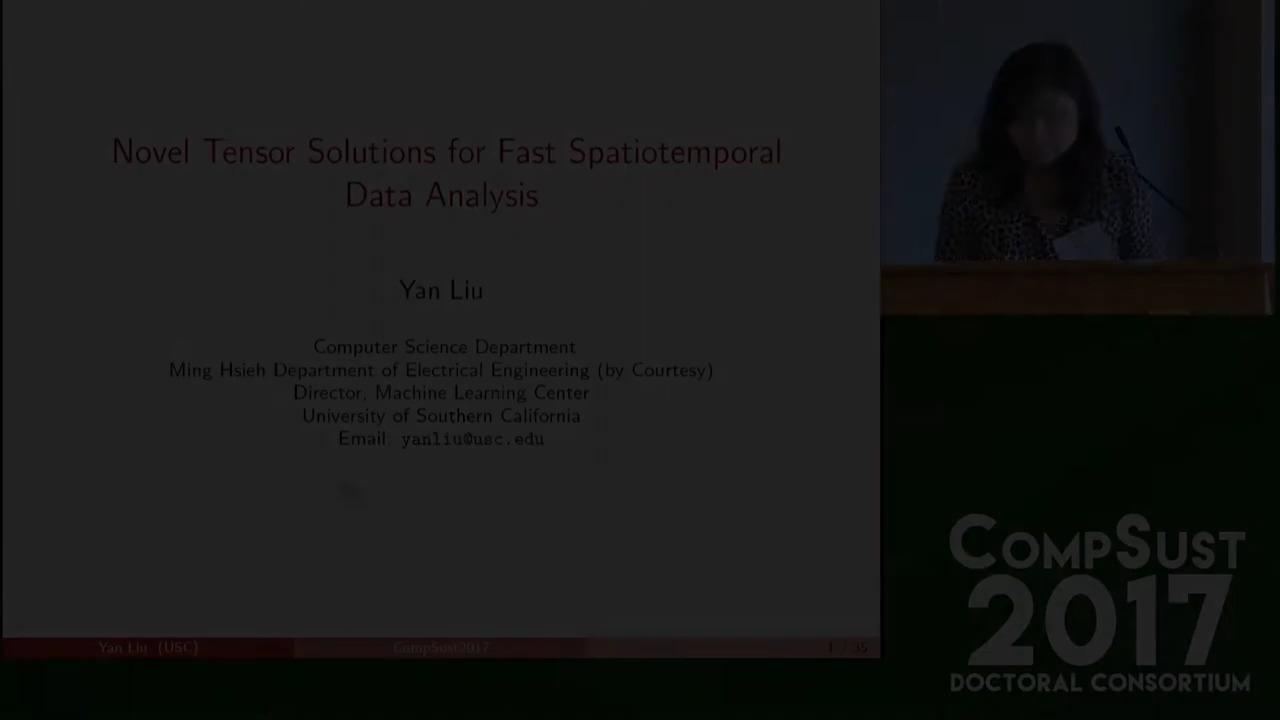 Novel Tensor Solutions for Fast Spatiotemporal
Data Analysis
Yan Liu
Computer Science Department
Ming Hsieh Department of Electrical Engineering (by Courtesy)
Director, Machine Learning Center
University of Southern California
Email: yanliu@usc.edu
Yan Liu (USC)
CompSust2017
1 / 35
CompSust
2017
Doctoral Consortium